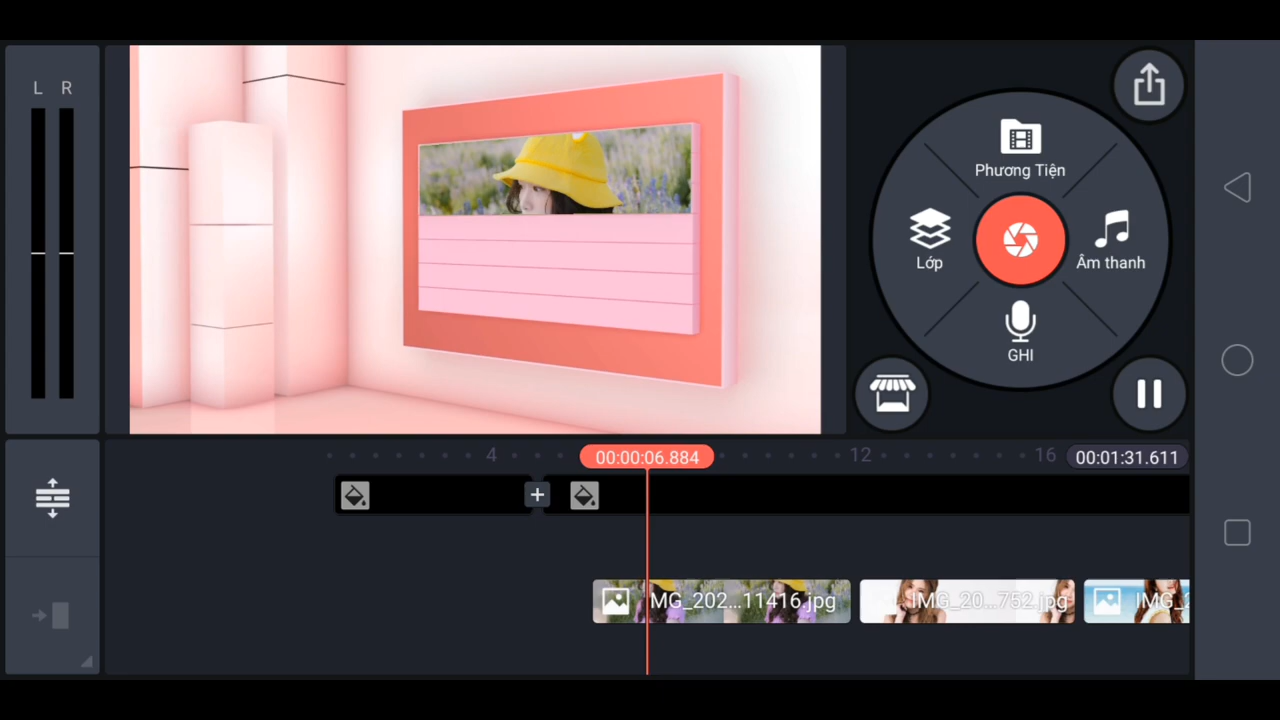 L R
Phương Tiện
Lớp
Âm thanh
GHI
4
00:00:06.884
12
16
00:01:31.611
MG_202...11416.jpg
IMG_20...752.jpg
IMG_2